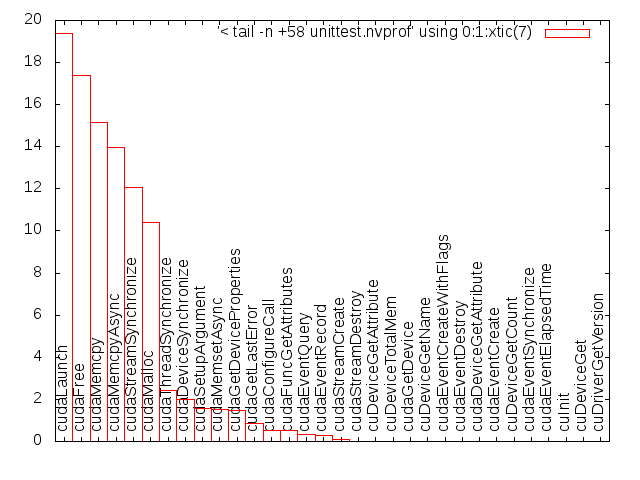 '< tail -n +58 unittest.nvprof' using 0:1:xtic(7)
20
18
16
14
12
10
8
6
4
2
0
cudaLaunch
cudaFree
cudaMemcpy
cudaMemcpyAsync
cudaStreamSynchronize
cudaMalloc
cudaThreadSynchronize
cudaDeviceSynchronize
cudaSetupArgument
cudaMemsetAsync
cudaGetDeviceProperties
cudaGetLastError
cudaConfigureCall
cudaFuncGetAttributes
cudaEventQuery
cudaEventRecord
cudaStreamCreate
cudaStreamDestroy
cuDeviceGetAttribute
cuDeviceTotalMem
cudaGetDevice
cuDeviceGetName
cudaEventCreateWithFlags
cudaEventDestroy
cudaDeviceGetAttribute
cudaEventCreate
cuDeviceGetCount
cudaEventSynchronize
cudaEventElapsedTime
cuInit
cuDeviceGet
cuDriverGetVersion